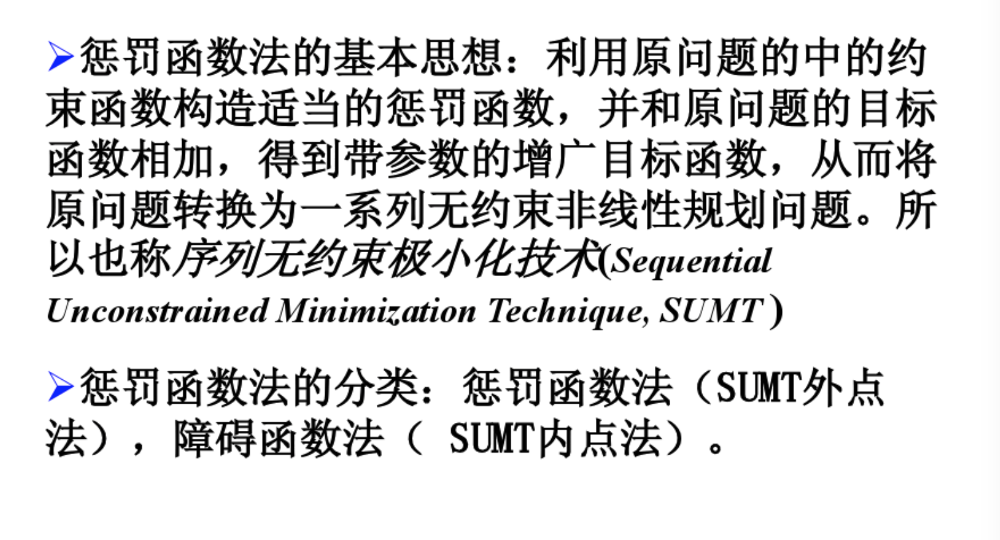 ➢惩罚函数法的基本思想：利用原问题的中的约
束函数构造适当的惩罚函数，并和原问题的目标
函数相加，得到带参数的增广目标函数，从而将
原问题转换为一系列无约束非线性规划问题。所
以也称序列无约束极小化技术(Sequential
Unconstrained Minimization Technique, SUMT )
➢惩罚函数法的分类：惩罚函数法（SUMT外点
法），障碍函数法（ SUMT内点法）。